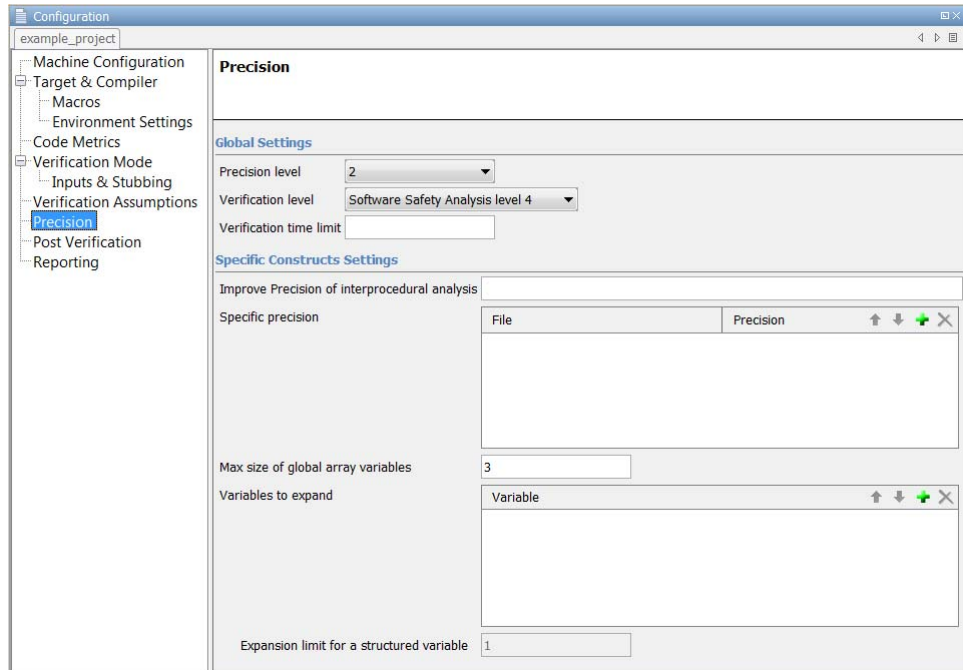 Configuration
example_project
Machine Configuration
Target & Compiler
Macros
Environment Settings
Code Metrics
Verification Mode
Inputs & Stubbing
Verification Assumptions
Precision
Post Verification
Reporting
Precision
Global Settings
Precision level 2
Verification level Software Safety Analysis level 4
Verification time limit
Specific Constructs Settings
Improve Precision of interprocedural analysis
Specific precision File Precision
Max size of global array variables 3
Variables to expand Variable
Expansion limit for a structured variable 1